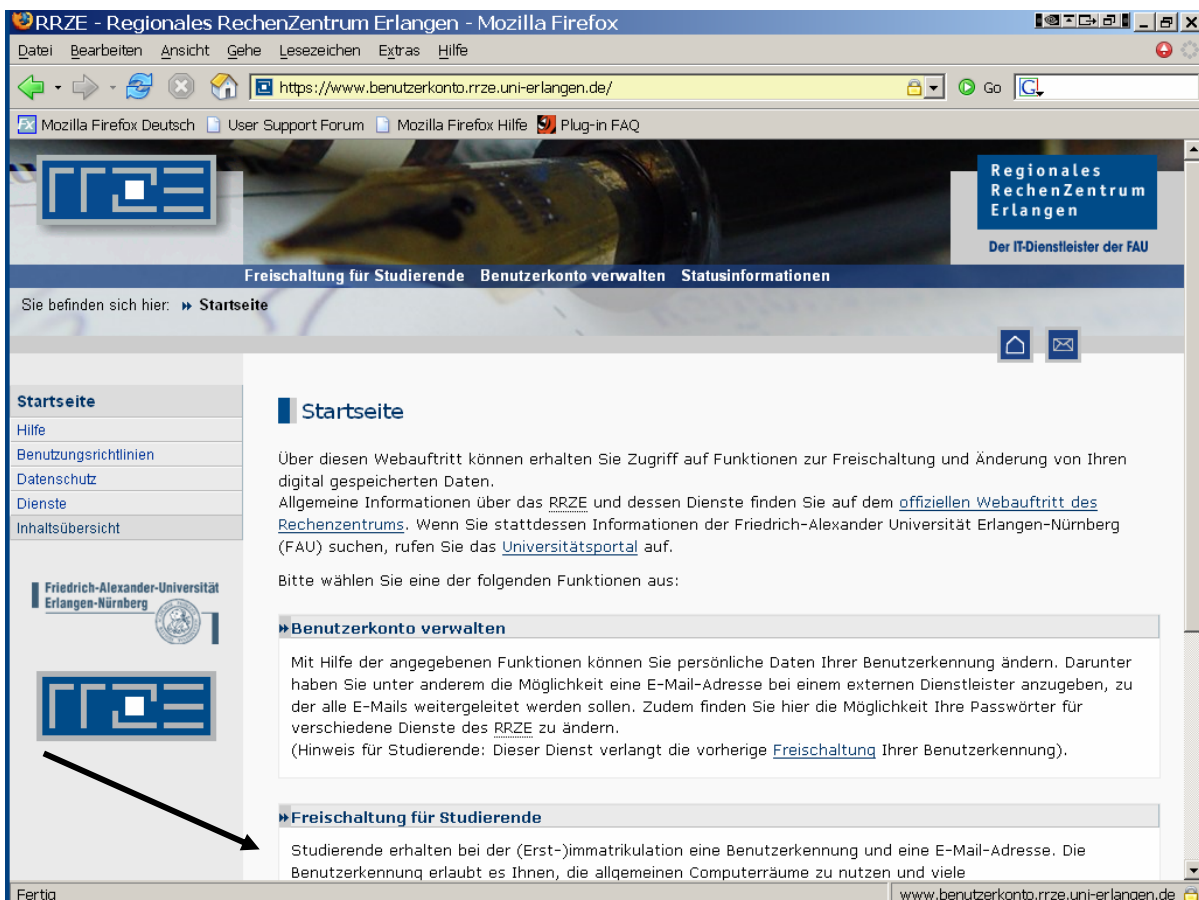 RRZE - Regionales RechenZentrum Erlangen - Mozilla Firefox
Datei Bearbeiten Ansicht Gehe Lesezeichen Extras Hilfe
https://www.benutzerkonto.rrze.uni-erlangen.de/ Go
Mozilla Firefox Deutsch User Support Forum Mozilla Firefox Hilfe Plug-in FAQ
RRZE
Regionales
RechenZentrum
Erlangen
Der IT-Dienstleister der FAU
Freischaltung für Studierende Benutzerkonto verwalten Statusinformationen
Sie befinden sich hier: Startseite
Startseite
Hilfe
Benutzungsrichtlinien
Datenschutz
Dienste
Inhaltsübersicht
Friedrich-Alexander-Universität
Erlangen-Nürnberg
RRZE
Startseite
Über diesen Webauftritt können erhalten Sie Zugriff auf Funktionen zur Freischaltung und Änderung von Ihren
digital gespeicherten Daten.
Allgemeine Informationen über das RRZE und dessen Dienste finden Sie auf dem offiziellen Webauftritt des
Rechenzentrums. Wenn Sie stattdessen Informationen der Friedrich-Alexander Universität Erlangen-Nürnberg
(FAU) suchen, rufen Sie das Universitätsportal auf.
Bitte wählen Sie eine der folgenden Funktionen aus:
Benutzerkonto verwalten
Mit Hilfe der angegebenen Funktionen können Sie persönliche Daten Ihrer Benutzerkennung ändern. Darunter
haben Sie unter anderem die Möglichkeit eine E-Mail-Adresse bei einem externen Dienstleister anzugeben, zu
der alle E-Mails weitergeleitet werden sollen. Zudem finden Sie hier die Möglichkeit Ihre Passwörter für
verschiedene Dienste des RRZE zu ändern.
(Hinweis für Studierende: Dieser Dienst verlangt die vorherige Freischaltung Ihrer Benutzerkennung).
Freischaltung für Studierende
Studierende erhalten bei der (Erst-)immatrikulation eine Benutzerkennung und eine E-Mail-Adresse. Die
Benutzerkennung erlaubt es Ihnen, die allgemeinen Computerräume zu nutzen und viele
Fertig www.benutzerkonto.rrze.uni-erlangen.de